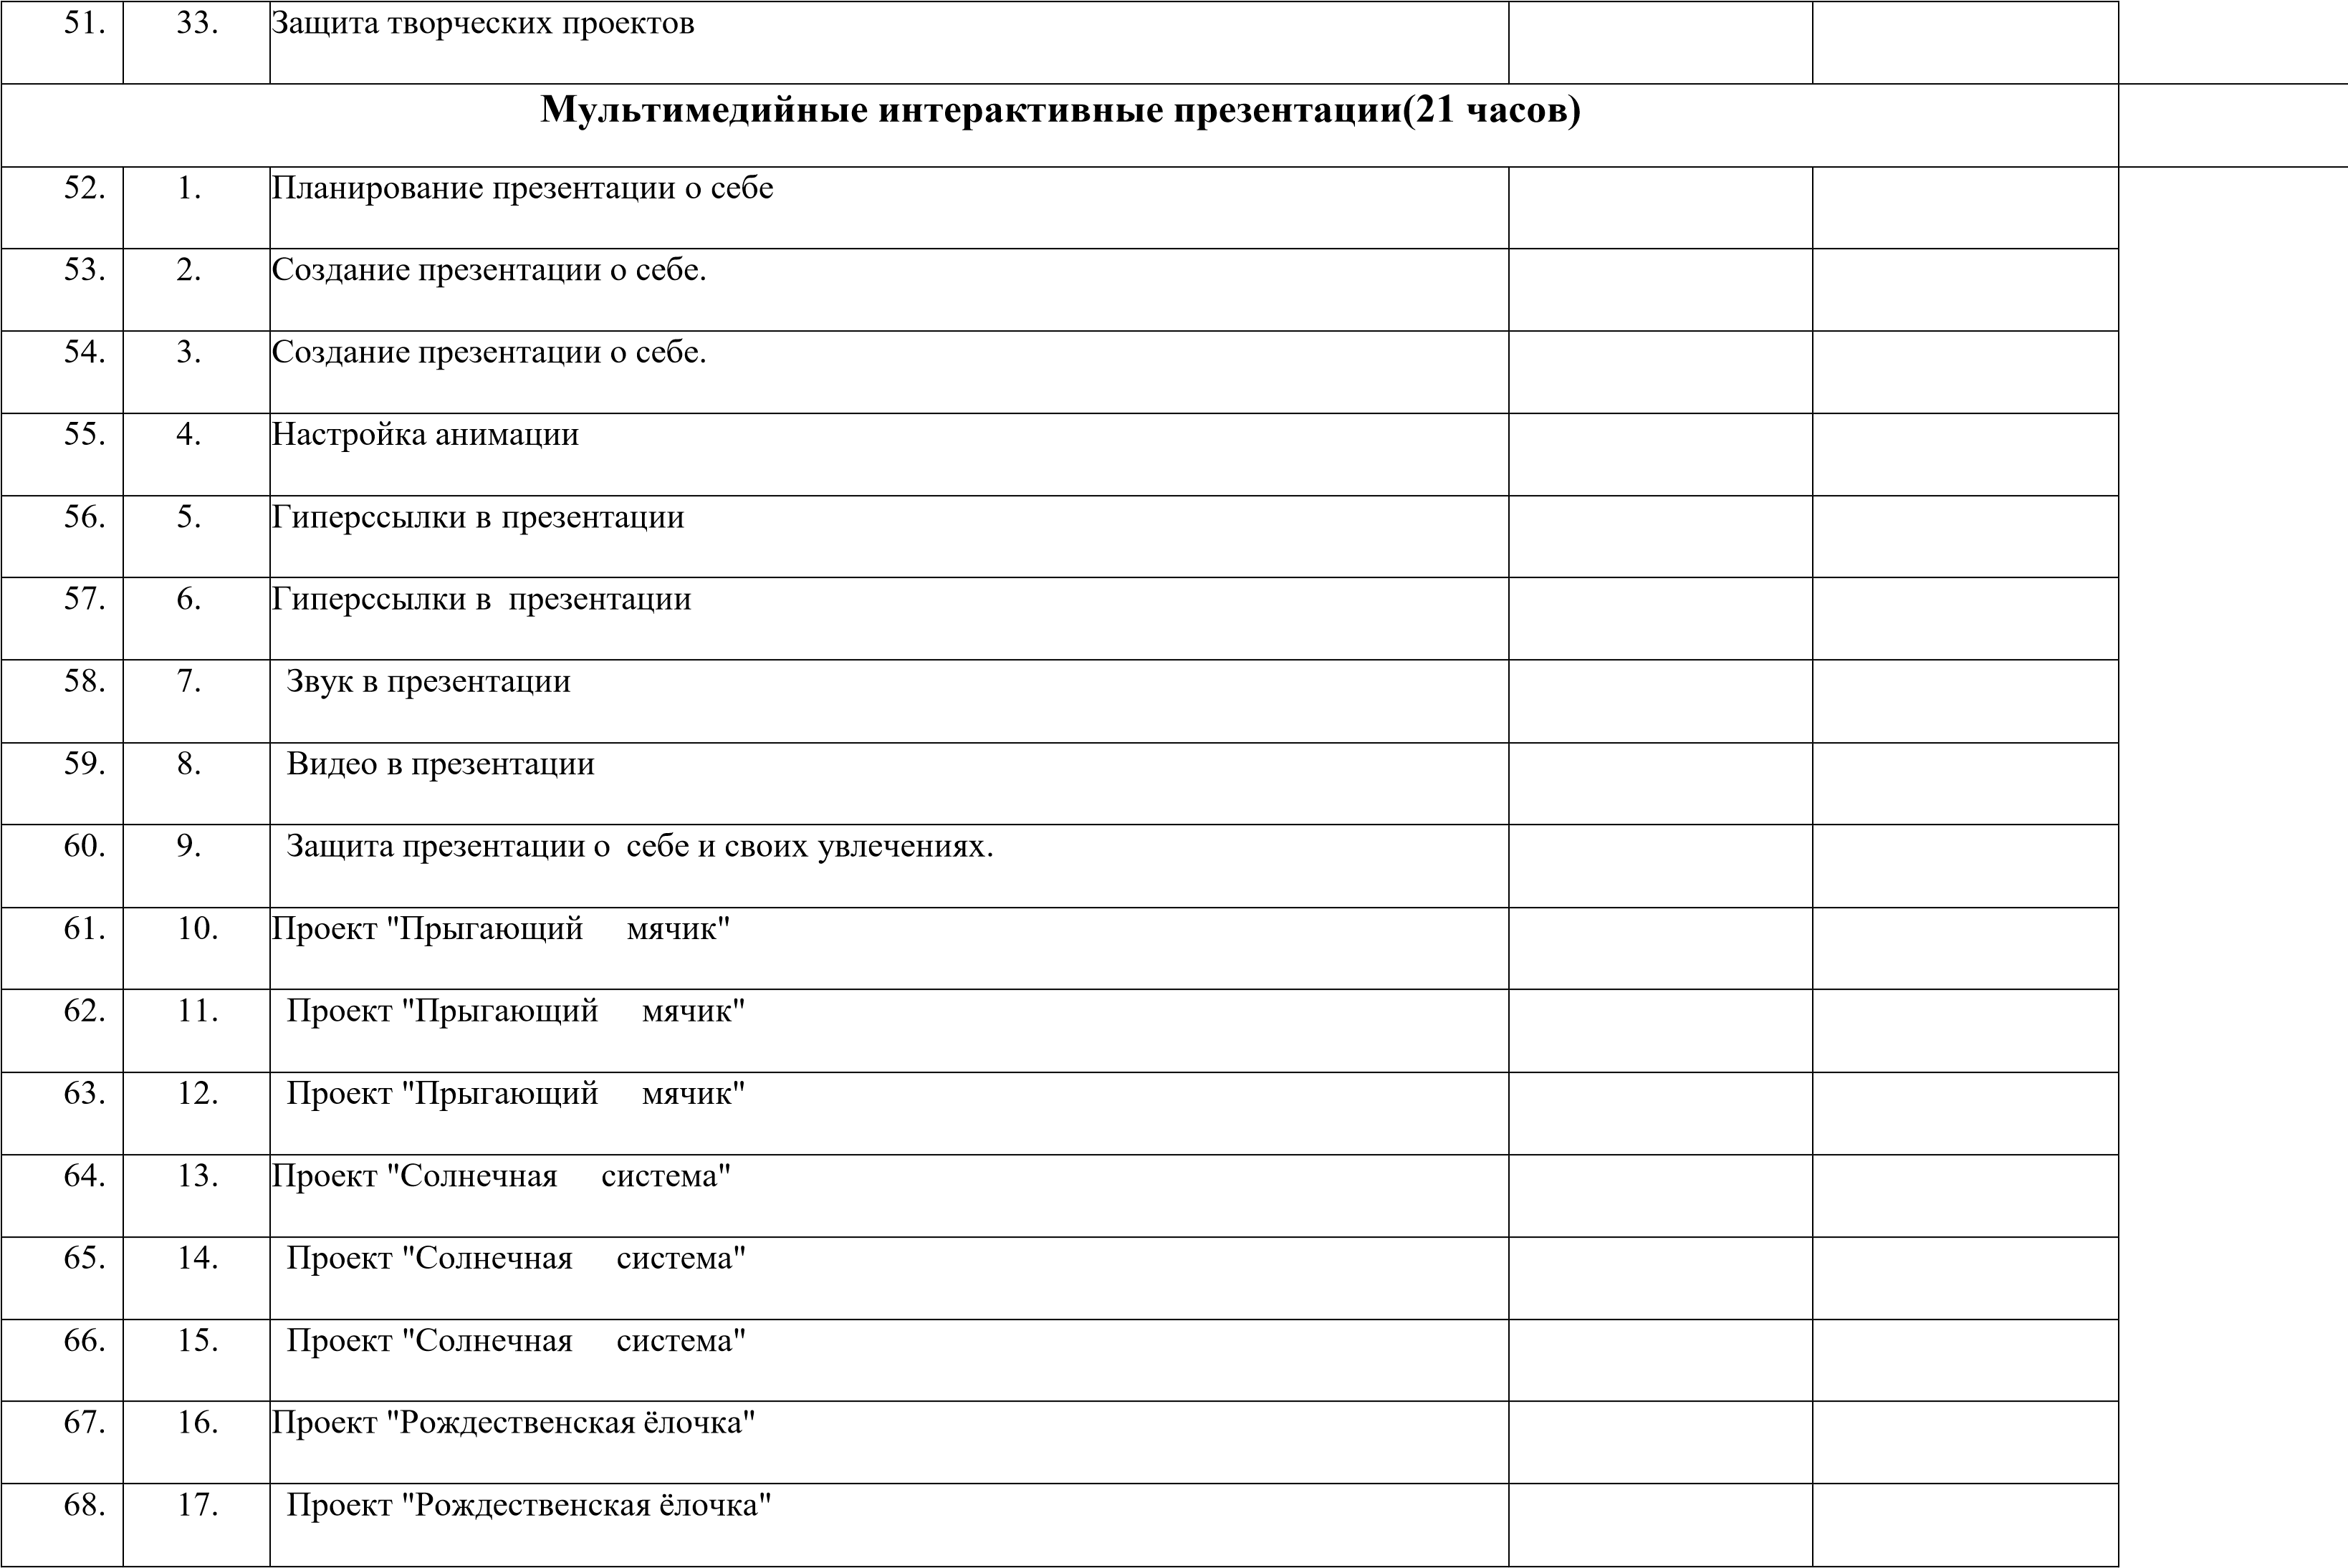 51. 33. Защита творческих проектов
Мультимедийные интерактивные презентации(21 часов)
52. 1. Планирование презентации о себе
53. 2. Создание презентации о себе.
54. 3. Создание презентации о себе.
55. 4. Настройка анимации
56. 5. Гиперссылки в презентации
57. 6. Гиперссылки в презентации
58. 7. Звук в презентации
59. 8. Видео в презентации
60. 9. Защита презентации о себе и своих увлечениях.
61. 10. Проект "Прыгающий мячик"
62. 11. Проект "Прыгающий мячик"
63. 12. Проект "Прыгающий мячик"
64. 13. Проект "Солнечная система"
65. 14. Проект "Солнечная система"
66. 15. Проект "Солнечная система"
67. 16. Проект "Рождественская ёлочка"
68. 17. Проект "Рождественская ёлочка"